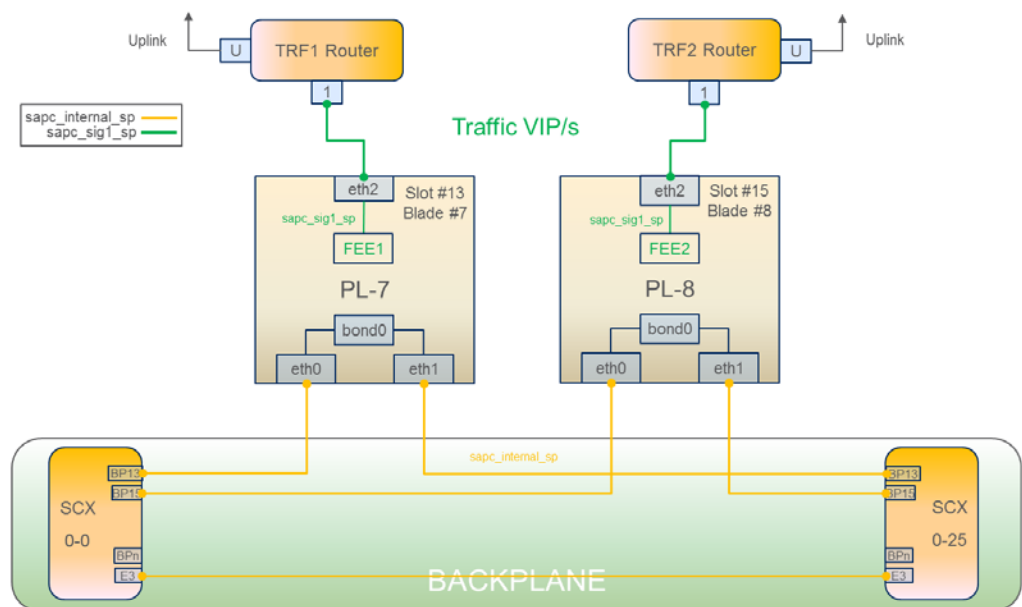 Uplink
U
TRF1 Router
1
TRF2 Router
U
1
Uplink
sapc_internal_sp
sapc_sig1_sp
Traffic VIP/s
eth2
Slot #13
Blade #7
sapc_sig1_sp
FEE1
PL-7
bond0
eth0
eth1
eth2
Slot #15
Blade #8
sapc_sig1_sp
FEE2
PL-8
bond0
eth0
eth1
sapc_internal_sp
BP13
BP15
SCX
0-0
BPn
E3
BP13
BP15
SCX
0-25
BPn
E3
BACKPLANE